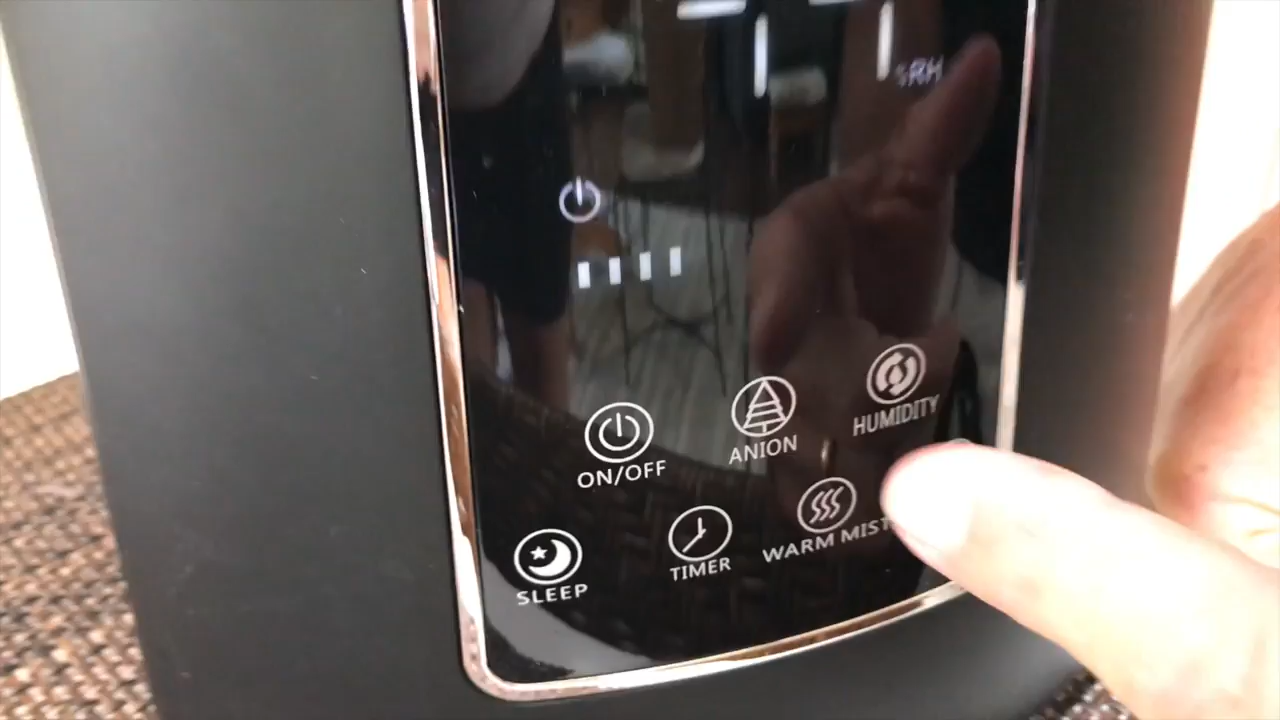 %RH
HUMIDITY
ANION
ON/OFF
WARM MIST
TIMER
SLEEP